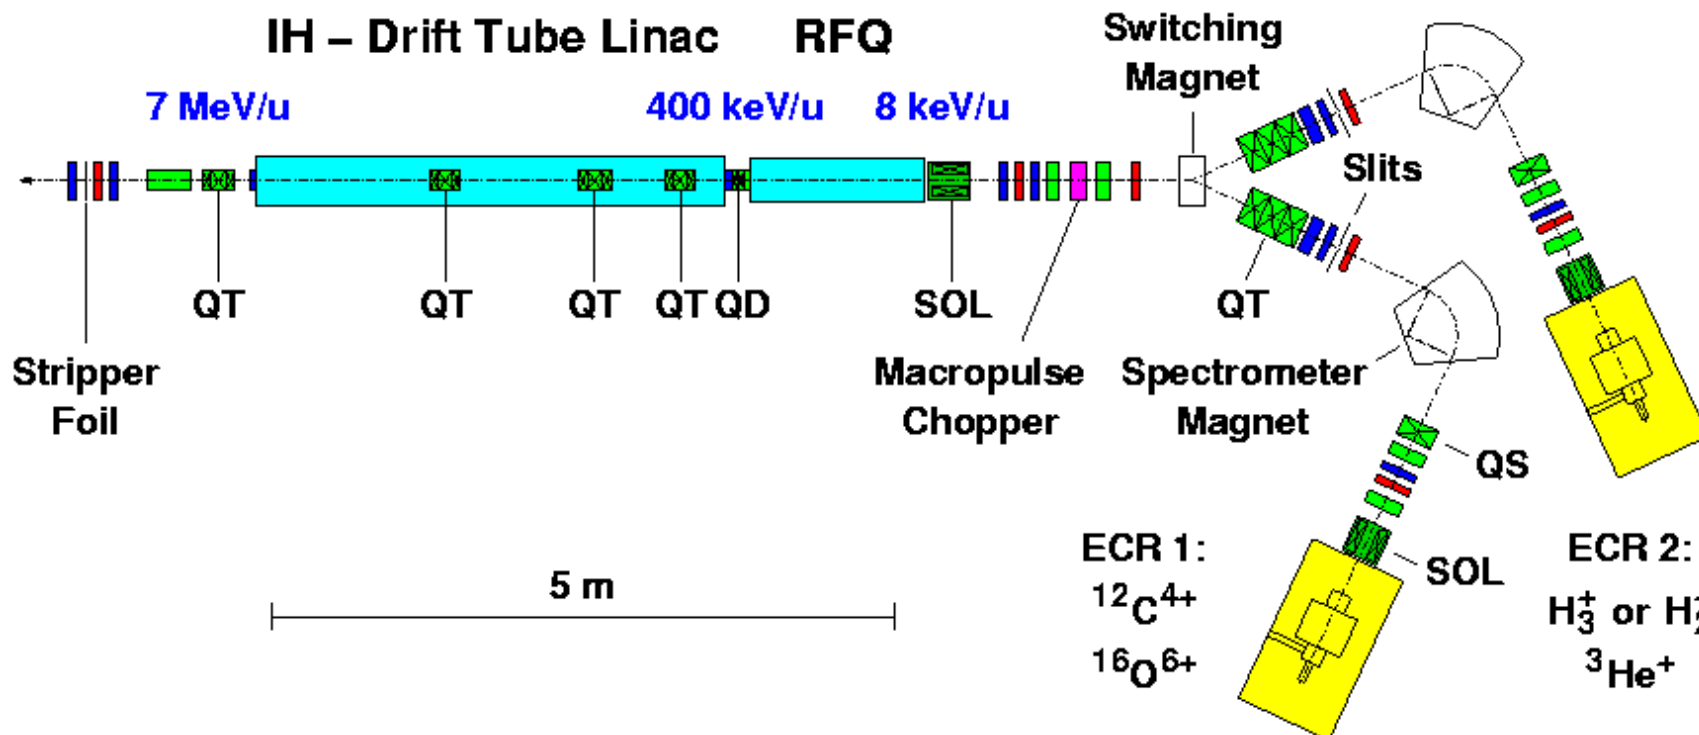 IH – Drift Tube Linac
RFQ
Switching
Magnet
7 MeV/u
400 keV/u
8 keV/u
Slits
QT
QT
QT
QT
QD
SOL
QT
Stripper
Foil
Macropulse
Chopper
Spectrometer
Magnet
QS
SOL
5 m
ECR 1:
¹²C⁴⁺
¹⁶O⁶⁺
ECR 2:
H₃⁺ or
³He⁺